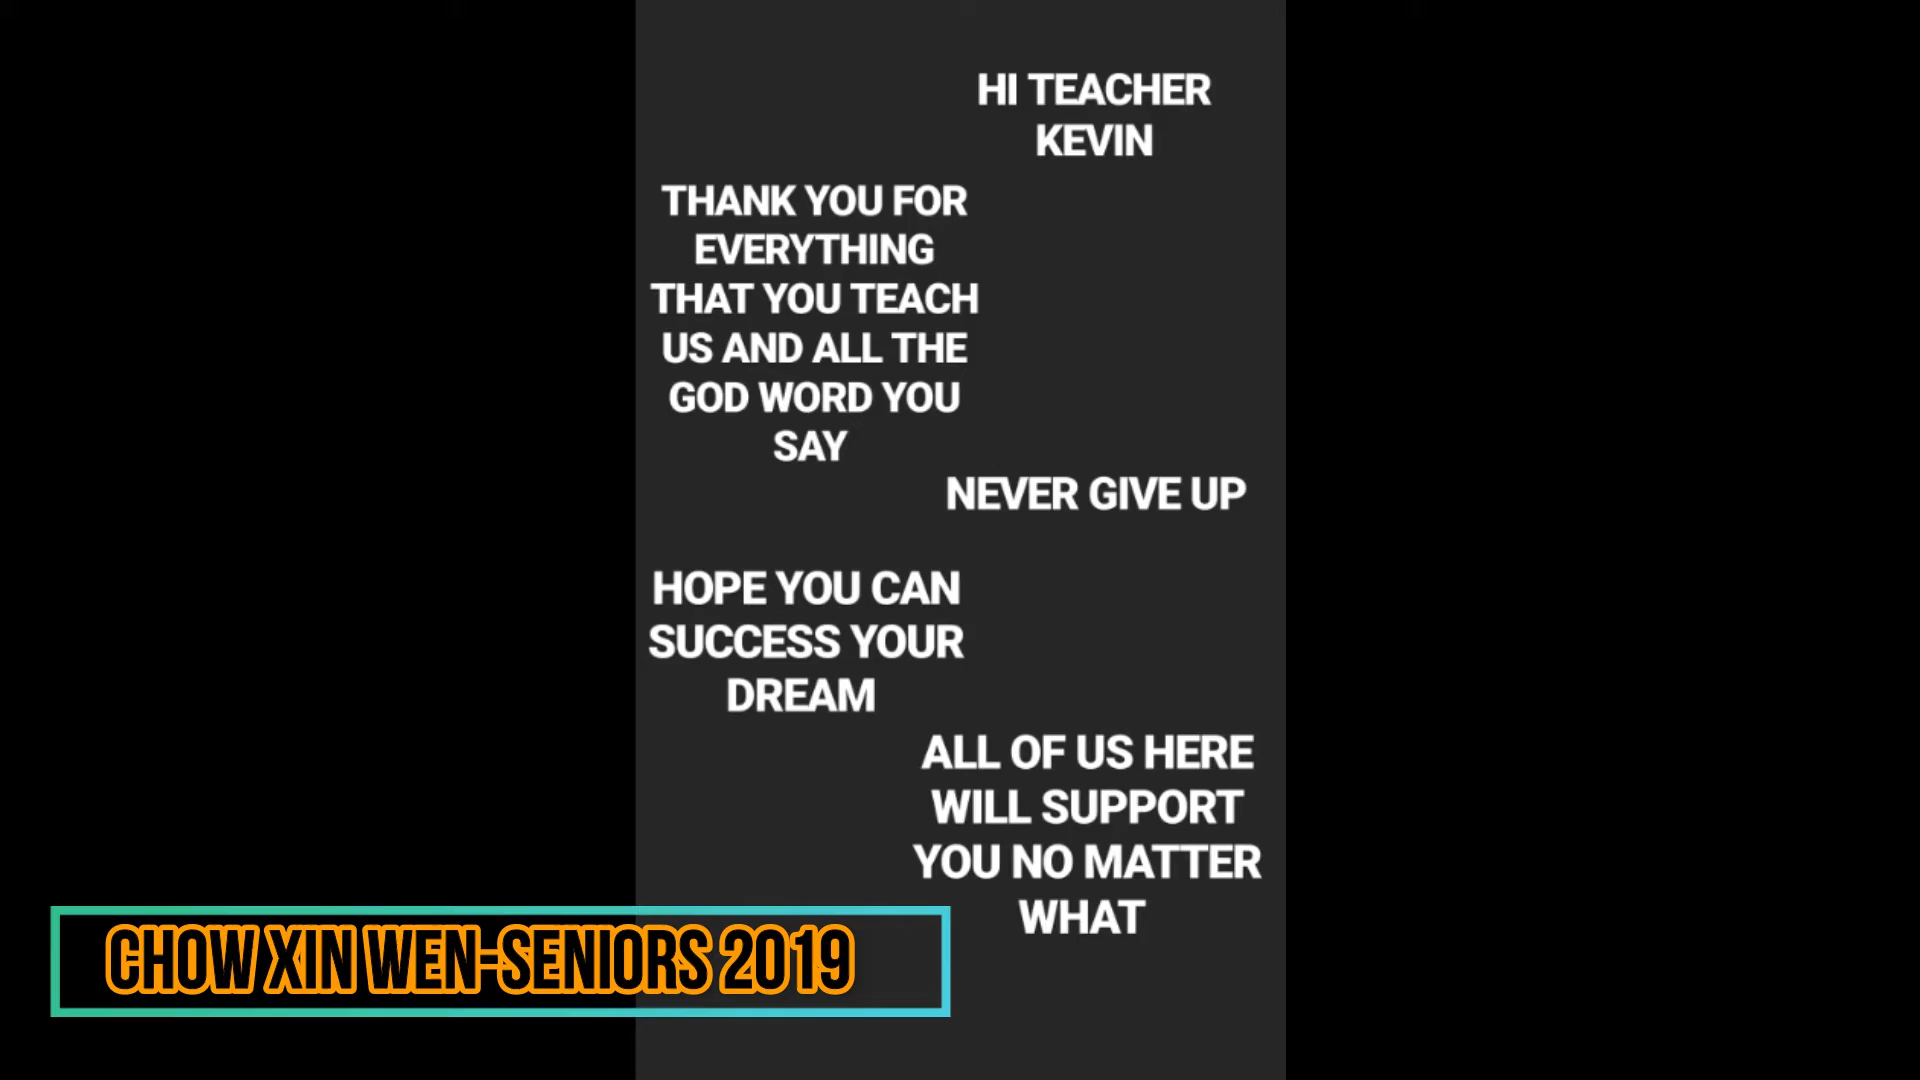 HI TEACHER
KEVIN
THANK YOU FOR
EVERYTHING
THAT YOU TEACH
US AND ALL THE
GOD WORD YOU
SAY
NEVER GIVE UP
HOPE YOU CAN
SUCCESS YOUR
DREAM
ALL OF US HERE
WILL SUPPORT
YOU NO MATTER
WHAT
CHOW XIN WEN-SENIORS 2019